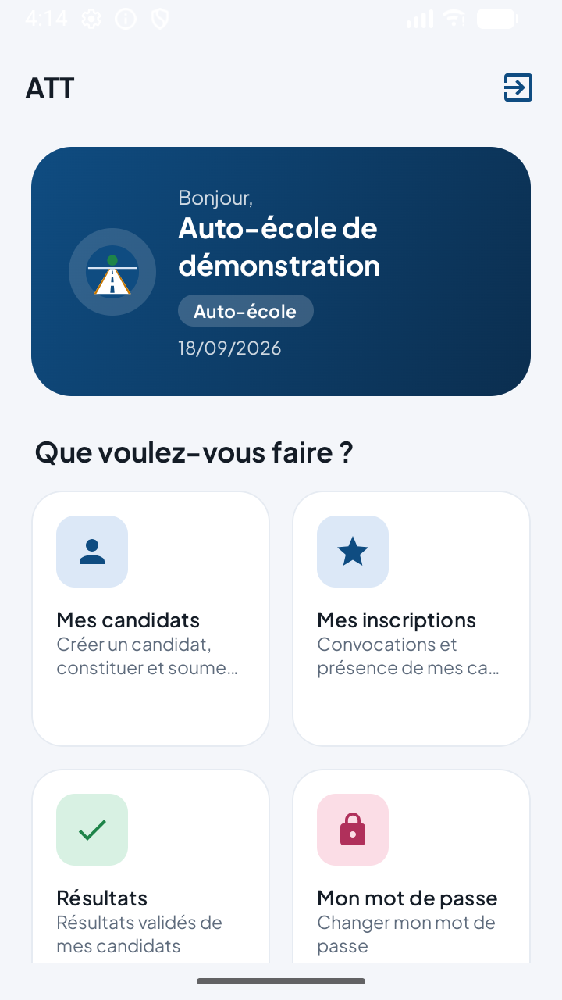 4:14
ATT
Bonjour,
Auto-école de
démonstration
Auto-école
18/09/2026
Que voulez-vous faire ?
Mes candidats
Créer un candidat,
constituer et soume…
Mes inscriptions
Convocations et
présence de mes ca…
Résultats
Résultats validés de
mes candidats
Mon mot de passe
Changer mon mot de
passe